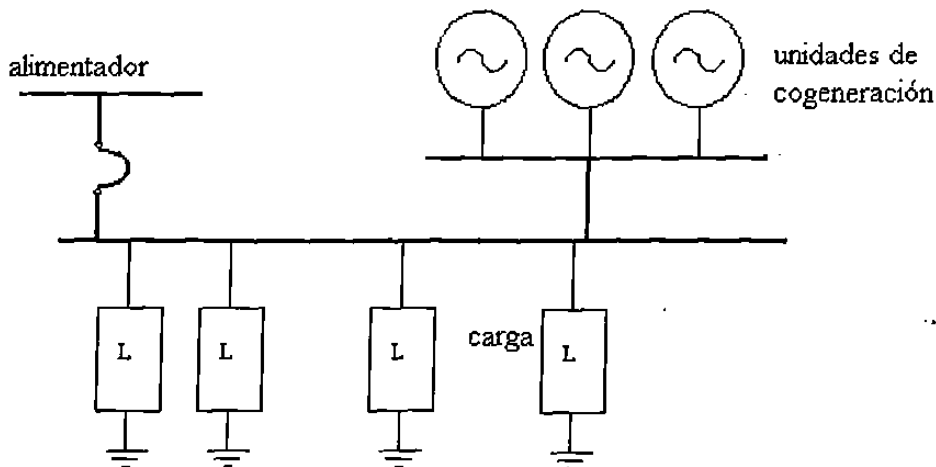 alimentador
unidades de
cogeneración
carga
L
L
L
L